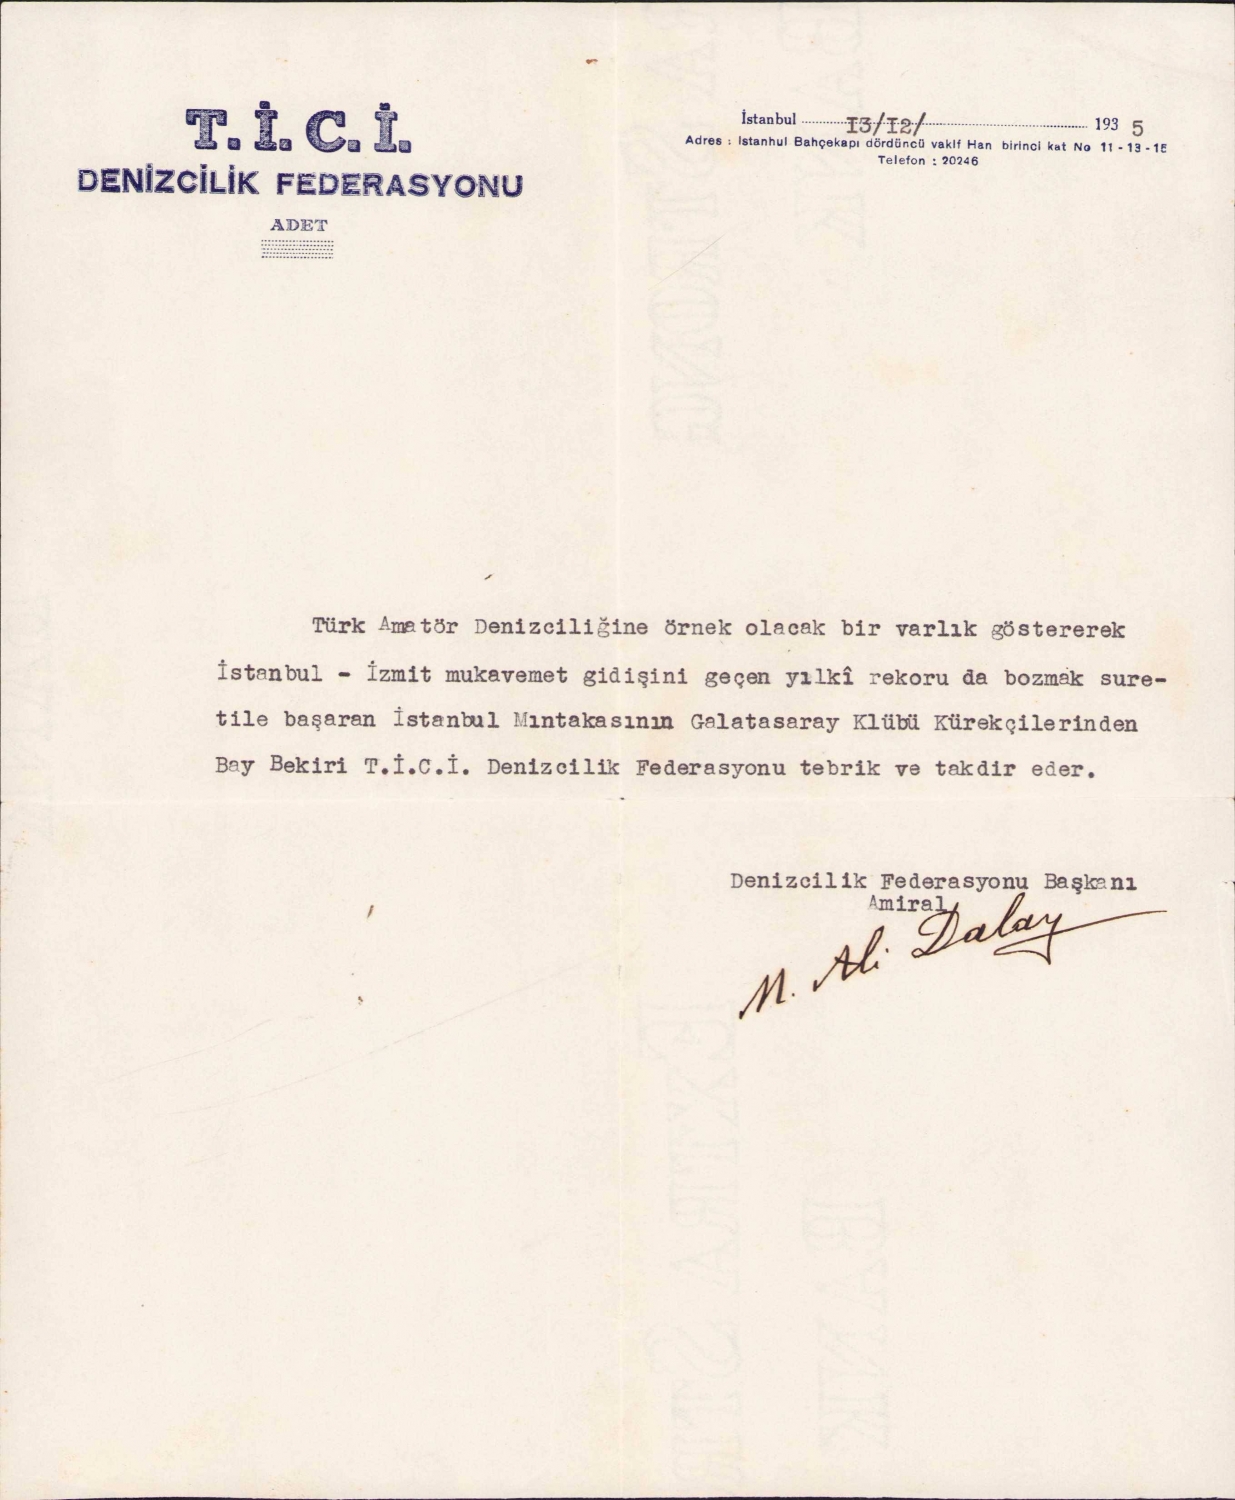 T.İ.C.İ.
DENİZCİLİK FEDERASYONU
ADET
İstanbul 13/12/ 193 5
Adres : Istanhul Bahçekapı dördüncü vakIf Han birinci kat No 11 - 13 - 15
Telefon : 20246
Türk Amatör Denizciliğine örnek olacak bir varlık göstererek
İstanbul - İzmit mukavemet gidişini geçen yılkî rekoru da bozmak sure-
tile başaran İstanbul Mıntakasının Galatasaray Klübü Kürekçilerinden
Bay Bekiri T.İ.C.İ. Denizcilik Federasyonu tebrik ve takdir eder.
Denizcilik Federasyonu Başkanı
Amiral
M. Ali Dalay